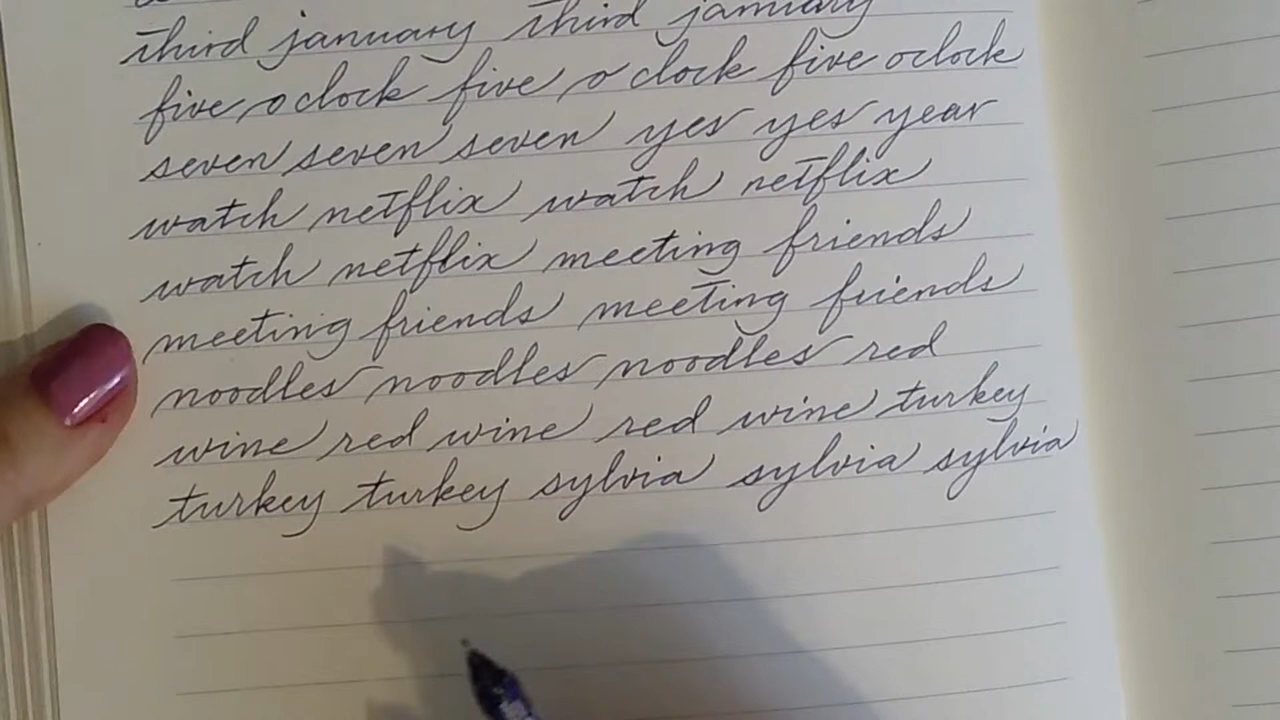 third january third january
five oclock five o'clock five oclock
seven seven seven yes yes year
watch netflix watch netflix
watch netflix meeting friends
meeting friends meeting friends
noodles noodles noodles red
wine red wine red wine turkey
turkey turkey sylvia sylvia sylvia